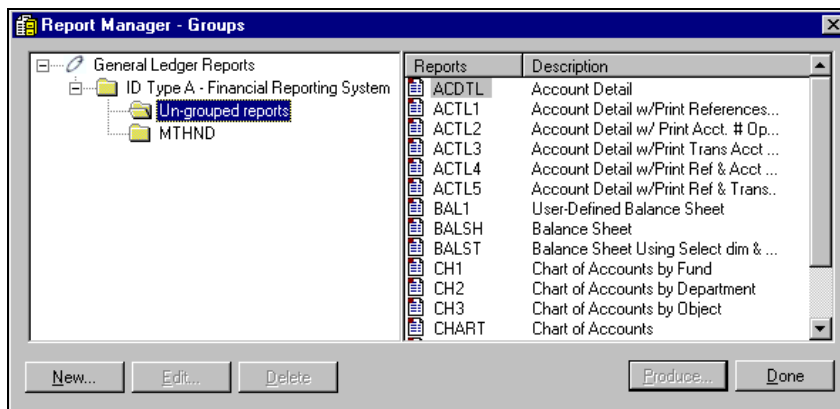 Report Manager - Groups
General Ledger Reports
ID Type A - Financial Reporting System
Un-grouped reports
MTHND
Reports Description
ACDTL Account Detail
ACTL1 Account Detail w/Print References...
ACTL2 Account Detail w/ Print Acct. # Op...
ACTL3 Account Detail w/Print Trans Acct ...
ACTL4 Account Detail w/Print Ref & Acct ...
ACTL5 Account Detail w/Print Ref & Trans..
BAL1 User-Defined Balance Sheet
BALSH Balance Sheet
BALST Balance Sheet Using Select dim & ...
CH1 Chart of Accounts by Fund
CH2 Chart of Accounts by Department
CH3 Chart of Accounts by Object
CHART Chart of Accounts
New... Edit... Delete Produce... Done